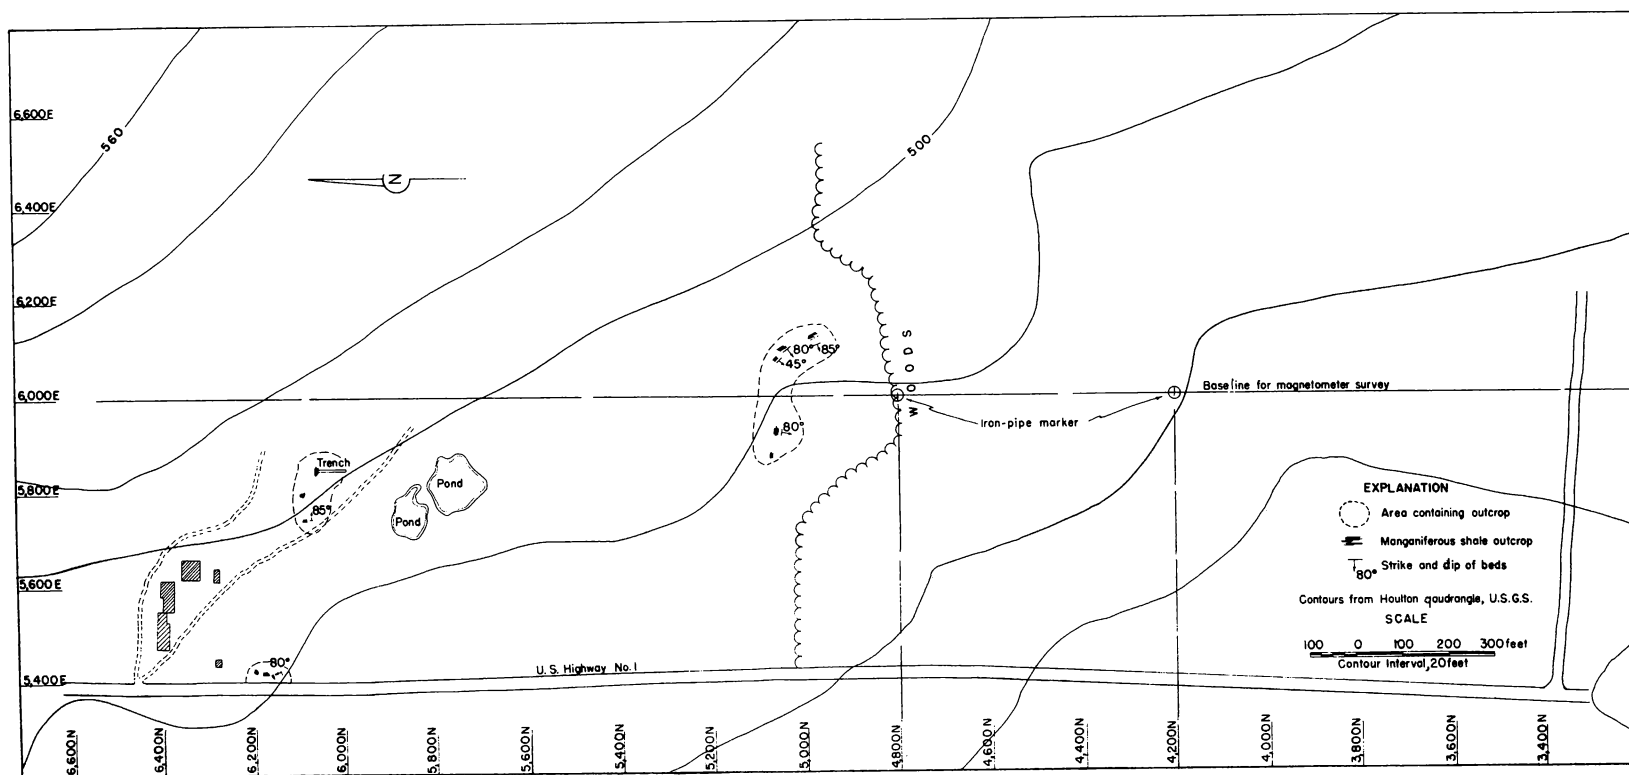 6,600E
560
500
N
6,400E
6,200E
WOODS
80°
85°
45°
6,000E
Baseline for magnetometer survey
Iron-pipe marker
80°
Trench
Pond
5,800E
85°
Pond
EXPLANATION
Area containing outcrop
Manganiferous shale outcrop
80° Strike and dip of beds
5,600E
Contours from Houlton qaudrangle, U.S.G.S.
SCALE
100 0 100 200 300 feet
Contour Interval, 20 feet
80°
U.S. Highway No. 1
5,400E
6,600N
6,400N
6,200N
6,000N
5,800N
5,600N
5,400N
5,200N
5,000N
4,800N
4,600N
4,400N
4,200N
4,000N
3,800N
3,600N
3,400N